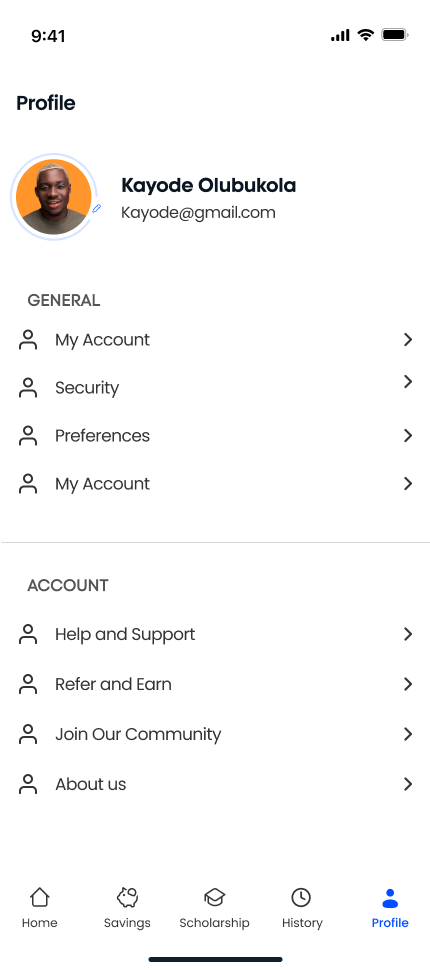 9:41
Profile
Kayode Olubukola
Kayode@gmail.com
GENERAL
My Account
Security
Preferences
My Account
ACCOUNT
Help and Support
Refer and Earn
Join Our Community
About us
Home Savings Scholarship History Profile